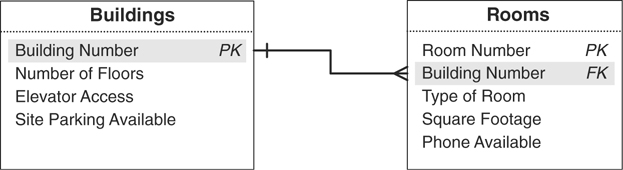 Buildings
Building Number PK
Number of Floors
Elevator Access
Site Parking Available
Rooms
Room Number PK
Building Number FK
Type of Room
Square Footage
Phone Available